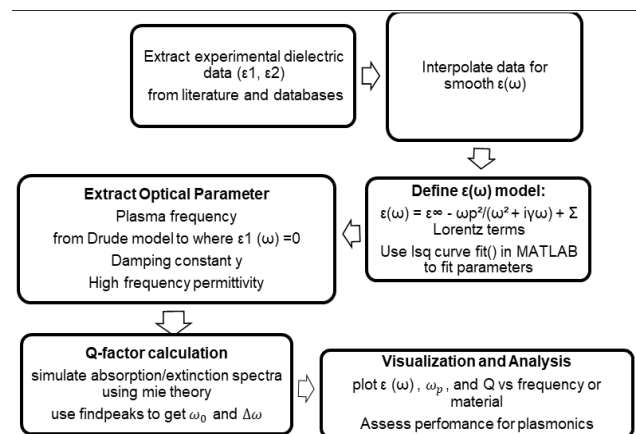 Extract experimental dielectric
data (ε1, ε2)
from literature and databases
Interpolate data for
smooth ε(ω)
Define ε(ω) model:
ε(ω) = ε∞ - ωp²/(ω² + iγω) + Σ
Lorentz terms
Use lsq curve fit() in MATLAB
to fit parameters
Extract Optical Parameter
Plasma frequency
from Drude model to where ε1 (ω) =0
Damping constant y
High frequency permittivity
Q-factor calculation
simulate absorption/extinction spectra
using mie theory
use findpeaks to get ω₀ and Δω
Visualization and Analysis
plot ε (ω) , ωₚ, and Q vs frequency or
material
Assess perfomance for plasmonics